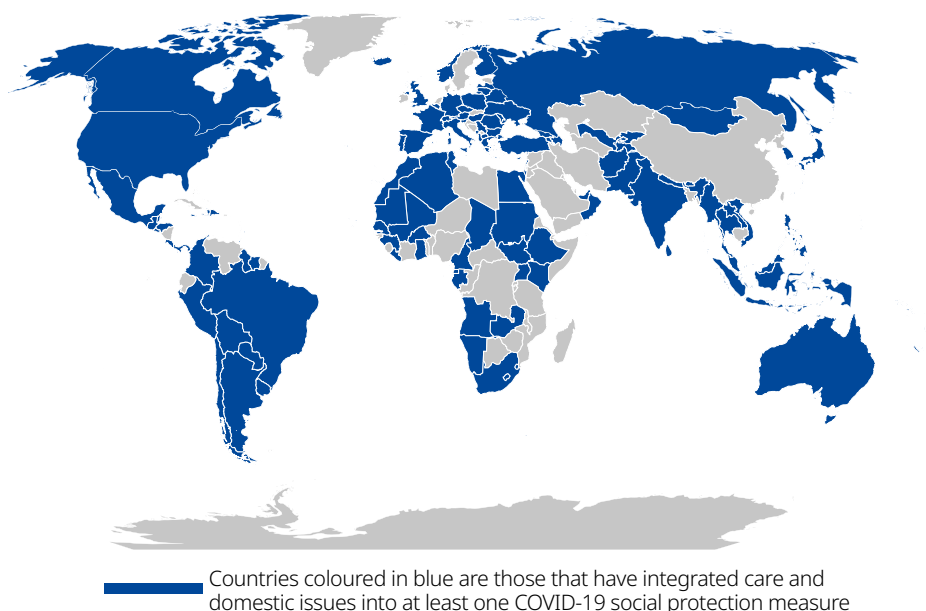 Countries coloured in blue are those that have integrated care and
domestic issues into at least one COVID-19 social protection measure